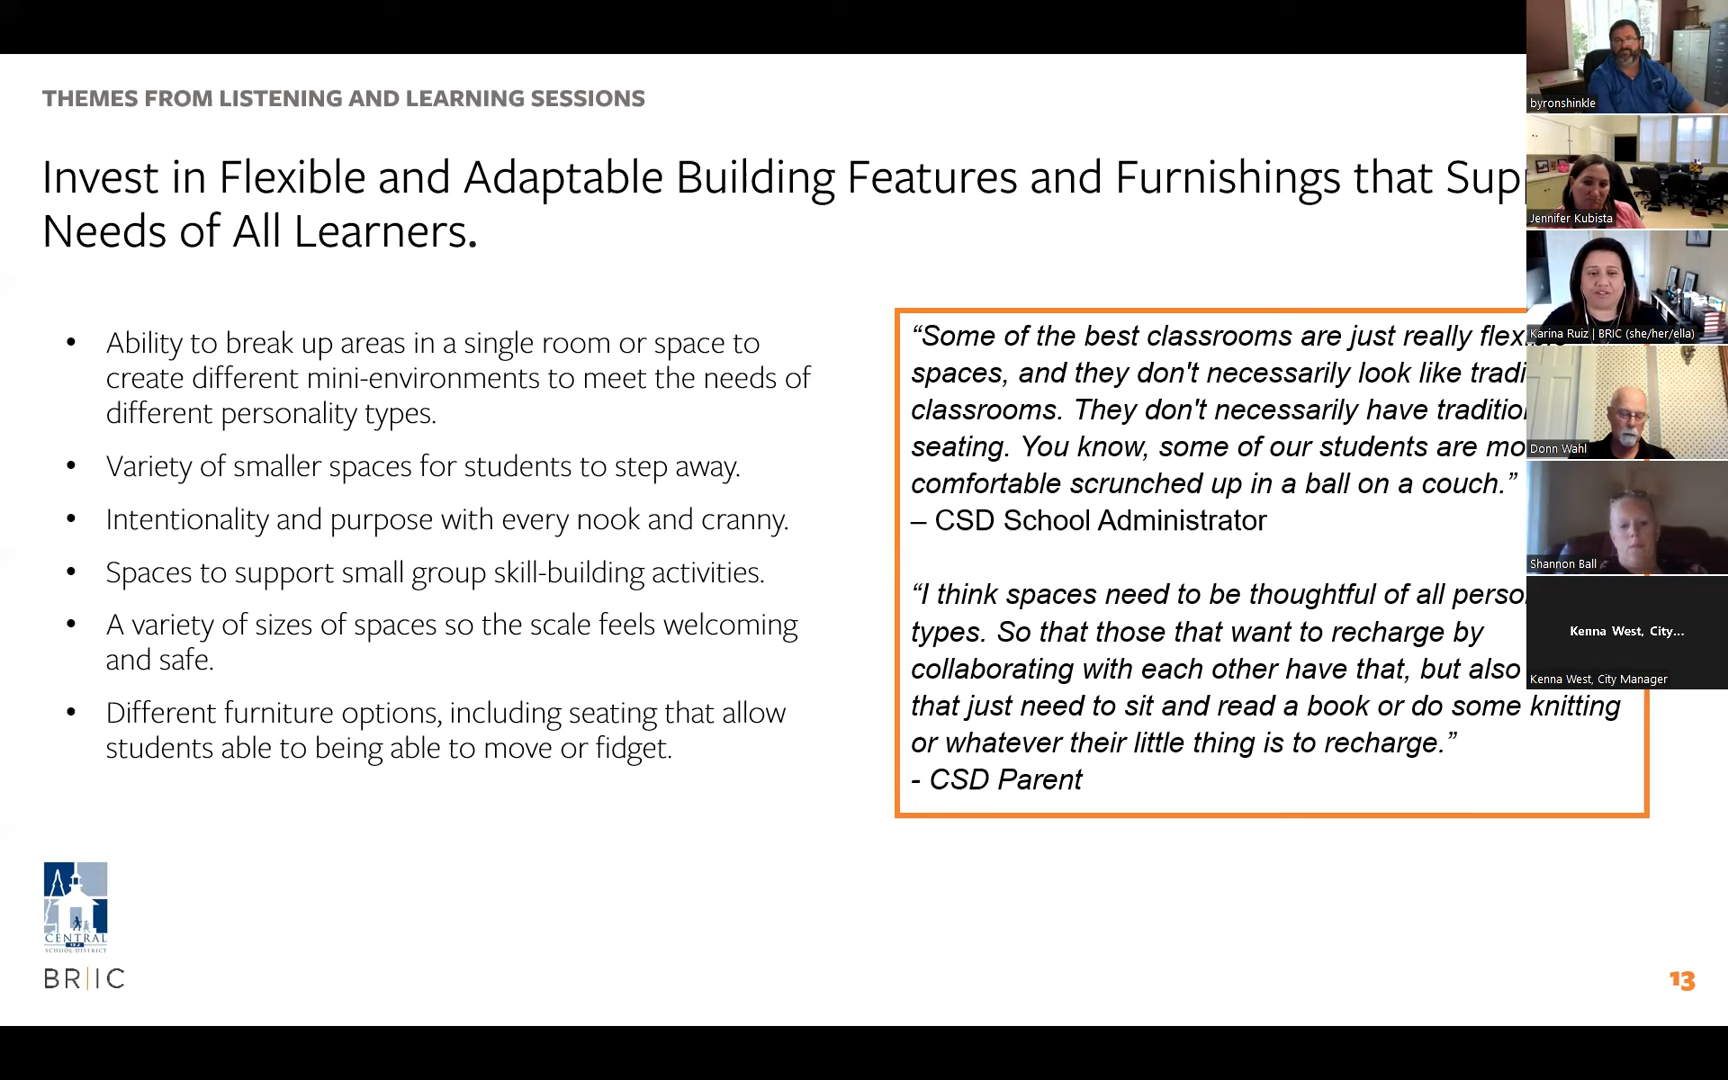 THEMES FROM LISTENING AND LEARNING SESSIONS
Invest in Flexible and Adaptable Building Features and Furnishings that Sup
Needs of All Learners.
• Ability to break up areas in a single room or space to
create different mini-environments to meet the needs of
different personality types.
• Variety of smaller spaces for students to step away.
• Intentionality and purpose with every nook and cranny.
• Spaces to support small group skill-building activities.
• A variety of sizes of spaces so the scale feels welcoming
and safe.
• Different furniture options, including seating that allow
students able to being able to move or fidget.
“Some of the best classrooms are just really flex
spaces, and they don't necessarily look like tradi
classrooms. They don't necessarily have traditio
seating. You know, some of our students are mo
comfortable scrunched up in a ball on a couch.”
– CSD School Administrator
“I think spaces need to be thoughtful of all perso
types. So that those that want to recharge by
collaborating with each other have that, but also
that just need to sit and read a book or do some knitting
or whatever their little thing is to recharge.”
- CSD Parent
CENTRAL
SCHOOL DISTRICT
BR|IC
13
byronshinkle
Jennifer Kubista
Karina Ruiz | BRIC (she/her/ella)
Donn Wahl
Shannon Ball
Kenna West, City...
Kenna West, City Manager